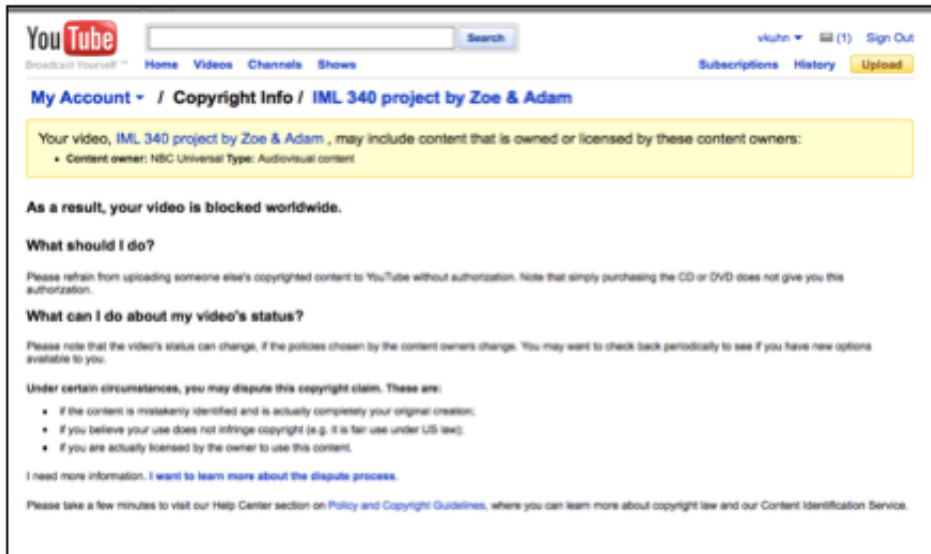 You Tube Search vkuhn (1) Sign Out
Broadcast Yourself ™ Home Videos Channels Shows Subscriptions History Upload
My Account / Copyright Info / IML 340 project by Zoe & Adam
Your video, IML 340 project by Zoe & Adam , may include content that is owned or licensed by these content owners:
• Content owner: NBC Universal Type: Audiovisual content
As a result, your video is blocked worldwide.
What should I do?
Please refrain from uploading someone else's copyrighted content to YouTube without authorization. Note that simply purchasing the CD or DVD does not give you this
authorization.
What can I do about my video's status?
Please note that the video's status can change, if the policies chosen by the content owners change. You may want to check back periodically to see if you have new options
available to you.
Under certain circumstances, you may dispute this copyright claim. These are:
• if the content is mistakenly identified and is actually completely your original creation;
• if you believe your use does not infringe copyright (e.g. it is fair use under US law);
• if you are actually licensed by the owner to use this content.
I need more information. I want to learn more about the dispute process.
Please take a few minutes to visit our Help Center section on Policy and Copyright Guidelines, where you can learn more about copyright law and our Content Identification Service.